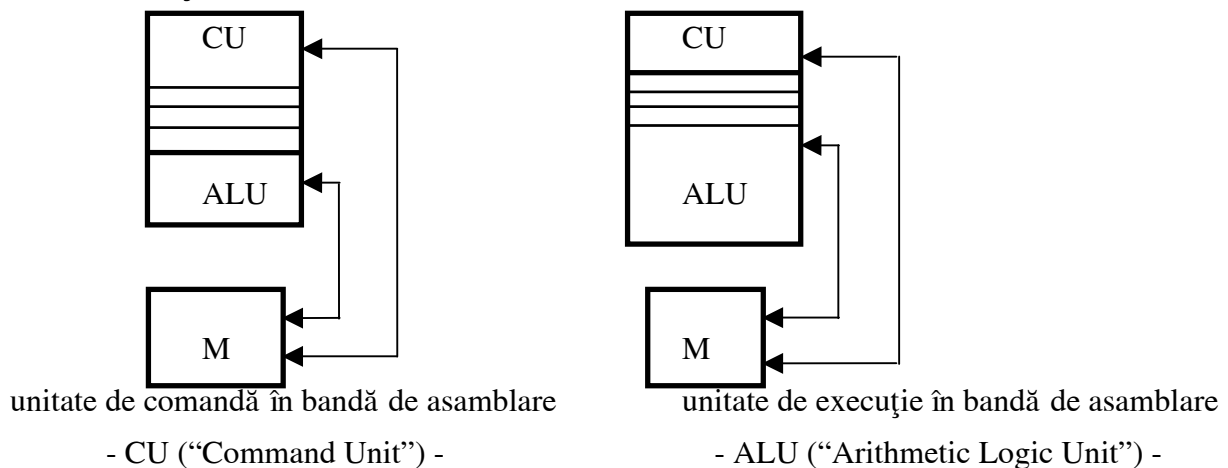 CU
ALU
M
CU
ALU
M
unitate de comandă în bandă de asamblare
- CU (“Command Unit”) -
unitate de execuţie în bandă de asamblare
- ALU (“Arithmetic Logic Unit”) -